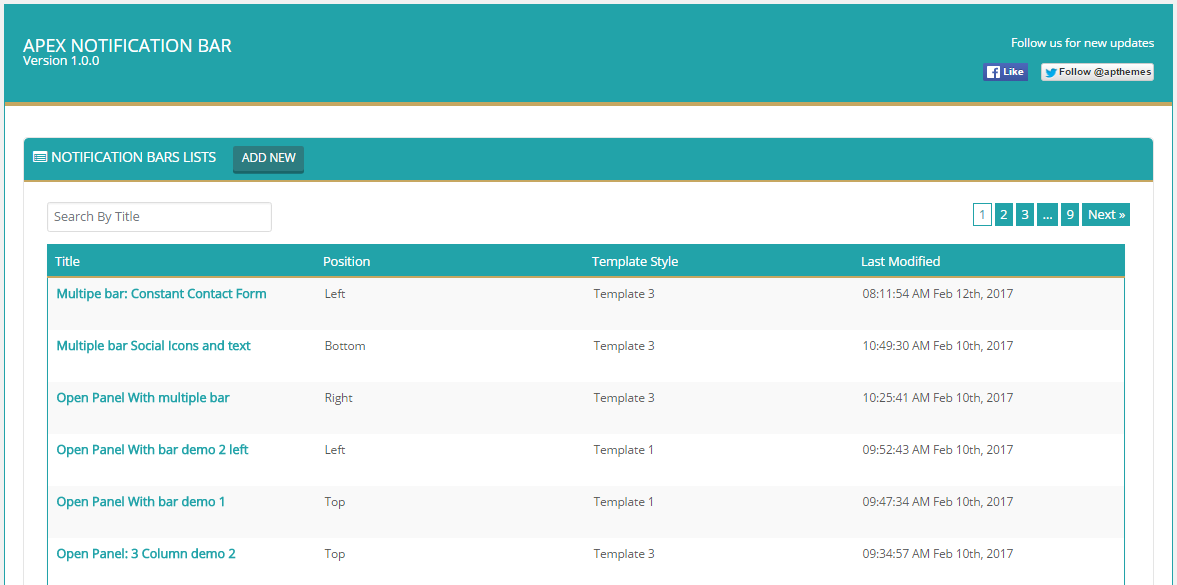 APEX NOTIFICATION BAR
Version 1.0.0
Follow us for new updates
Like
Follow @apthemes
NOTIFICATION BARS LISTS ADD NEW
Search By Title
1 2 3 ... 9 Next »
Title Position Template Style Last Modified
Multipe bar: Constant Contact Form Left Template 3 08:11:54 AM Feb 12th, 2017
Multiple bar Social Icons and text Bottom Template 3 10:49:30 AM Feb 10th, 2017
Open Panel With multiple bar Right Template 3 10:25:41 AM Feb 10th, 2017
Open Panel With bar demo 2 left Left Template 1 09:52:43 AM Feb 10th, 2017
Open Panel With bar demo 1 Top Template 1 09:47:34 AM Feb 10th, 2017
Open Panel: 3 Column demo 2 Top Template 3 09:34:57 AM Feb 10th, 2017